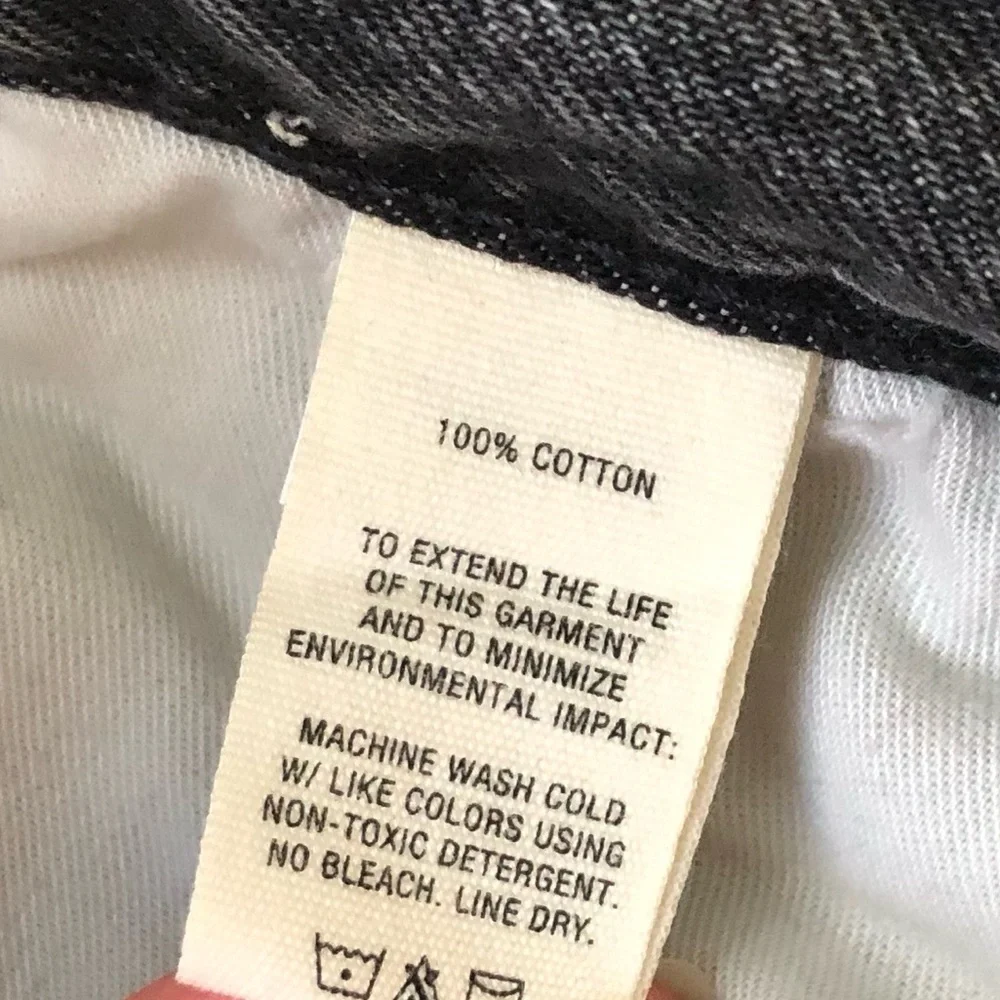 100% COTTON
TO EXTEND THE LIFE
OF THIS GARMENT
AND TO MINIMIZE
ENVIRONMENTAL IMPACT:
MACHINE WASH COLD
W/ LIKE COLORS USING
NON-TOXIC DETERGENT.
NO BLEACH. LINE DRY.